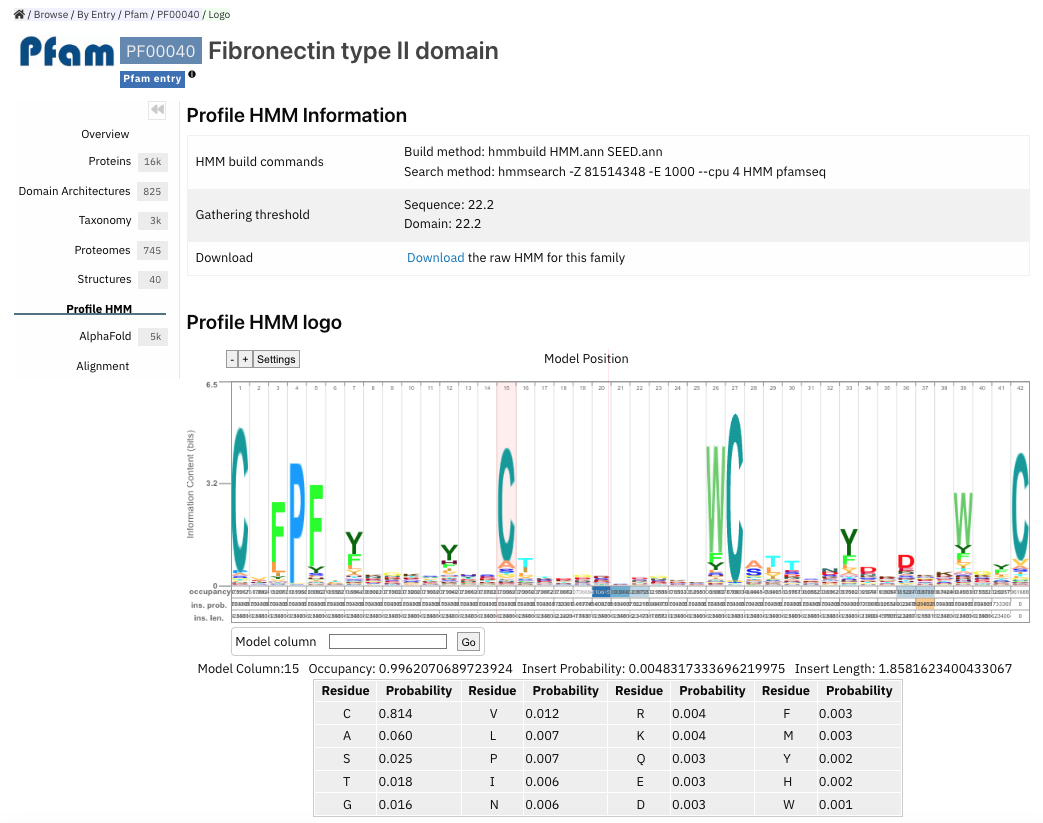 / Browse / By Entry / Pfam / PF00040 / Logo
Pfam PF00040 Fibronectin type II domain
Pfam entry
Overview
Proteins 16k
Domain Architectures 825
Taxonomy 3k
Proteomes 745
Structures 40
Profile HMM
AlphaFold 5k
Alignment
Profile HMM Information
HMM build commands
Build method: hmmbuild HMM.ann SEED.ann
Search method: hmmsearch -Z 81514348 -E 1000 --cpu 4 HMM pfamseq
Gathering threshold
Sequence: 22.2
Domain: 22.2
Download
Download the raw HMM for this family
Profile HMM logo
- + Settings
Model Position
1 2 3 4 5 6 7 8 9 10 11 12 13 14 15 16 17 18 19 20 21 22 23 24 25 26 27 28 29 30 31 32 33 34 35 36 37 38 39 40 41 42
6.5
3.2
0
Information Content (bits)
occupancy
ins. prob.
ins. len.
Model column Go
Model Column:15 Occupancy: 0.9962070689723924 Insert Probability: 0.0048317333696219975 Insert Length: 1.8581623400433067
Residue Probability Residue Probability Residue Probability Residue Probability
C 0.814 V 0.012 R 0.004 F 0.003
A 0.060 L 0.007 K 0.004 M 0.003
S 0.025 P 0.007 Q 0.003 Y 0.002
T 0.018 I 0.006 E 0.003 H 0.002
G 0.016 N 0.006 D 0.003 W 0.001